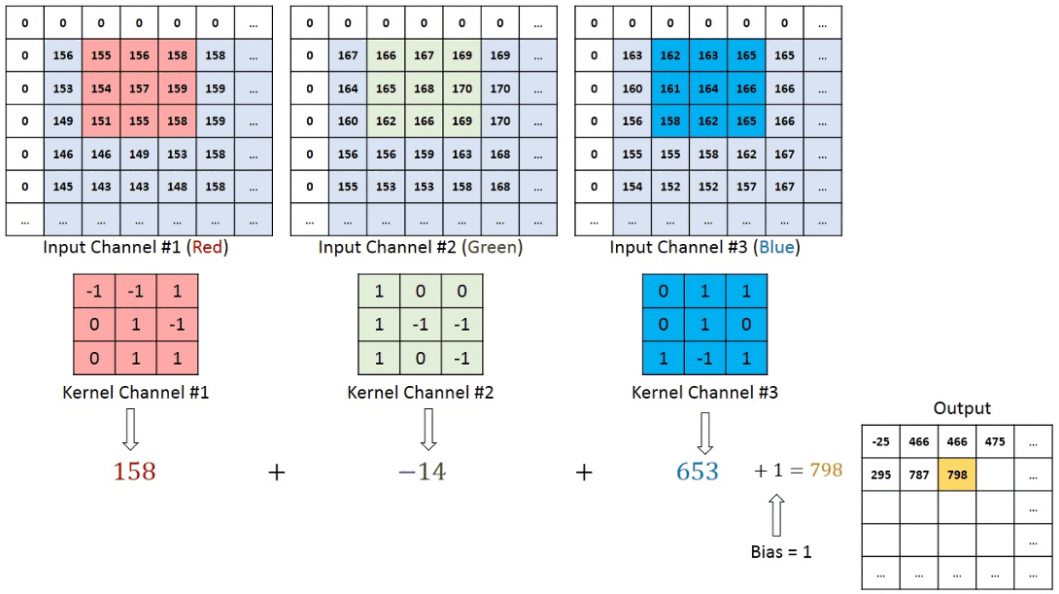 0 0 0 0 0 0 ...
0 156 155 156 158 158 ...
0 153 154 157 159 159 ...
0 149 151 155 158 159 ...
0 146 146 149 153 158 ...
0 145 143 143 148 158 ...
... ... ... ... ... ... ...
Input Channel #1 (Red)
0 0 0 0 0 0 ...
0 167 166 167 169 169 ...
0 164 165 168 170 170 ...
0 160 162 166 169 170 ...
0 156 156 159 163 168 ...
0 155 153 153 158 168 ...
... ... ... ... ... ... ...
Input Channel #2 (Green)
0 0 0 0 0 0 ...
0 163 162 163 165 165 ...
0 160 161 164 166 166 ...
0 156 158 162 165 166 ...
0 155 155 158 162 167 ...
0 154 152 152 157 167 ...
... ... ... ... ... ... ...
Input Channel #3 (Blue)
-1 -1 1
0 1 -1
0 1 1
Kernel Channel #1
1 0 0
1 -1 -1
1 0 -1
Kernel Channel #2
0 1 1
0 1 0
1 -1 1
Kernel Channel #3
158 + −14 + 653 + 1 = 798
Bias = 1
Output
-25 466 466 475 ...
295 787 798 ...
...
...
... ... ... ... ...